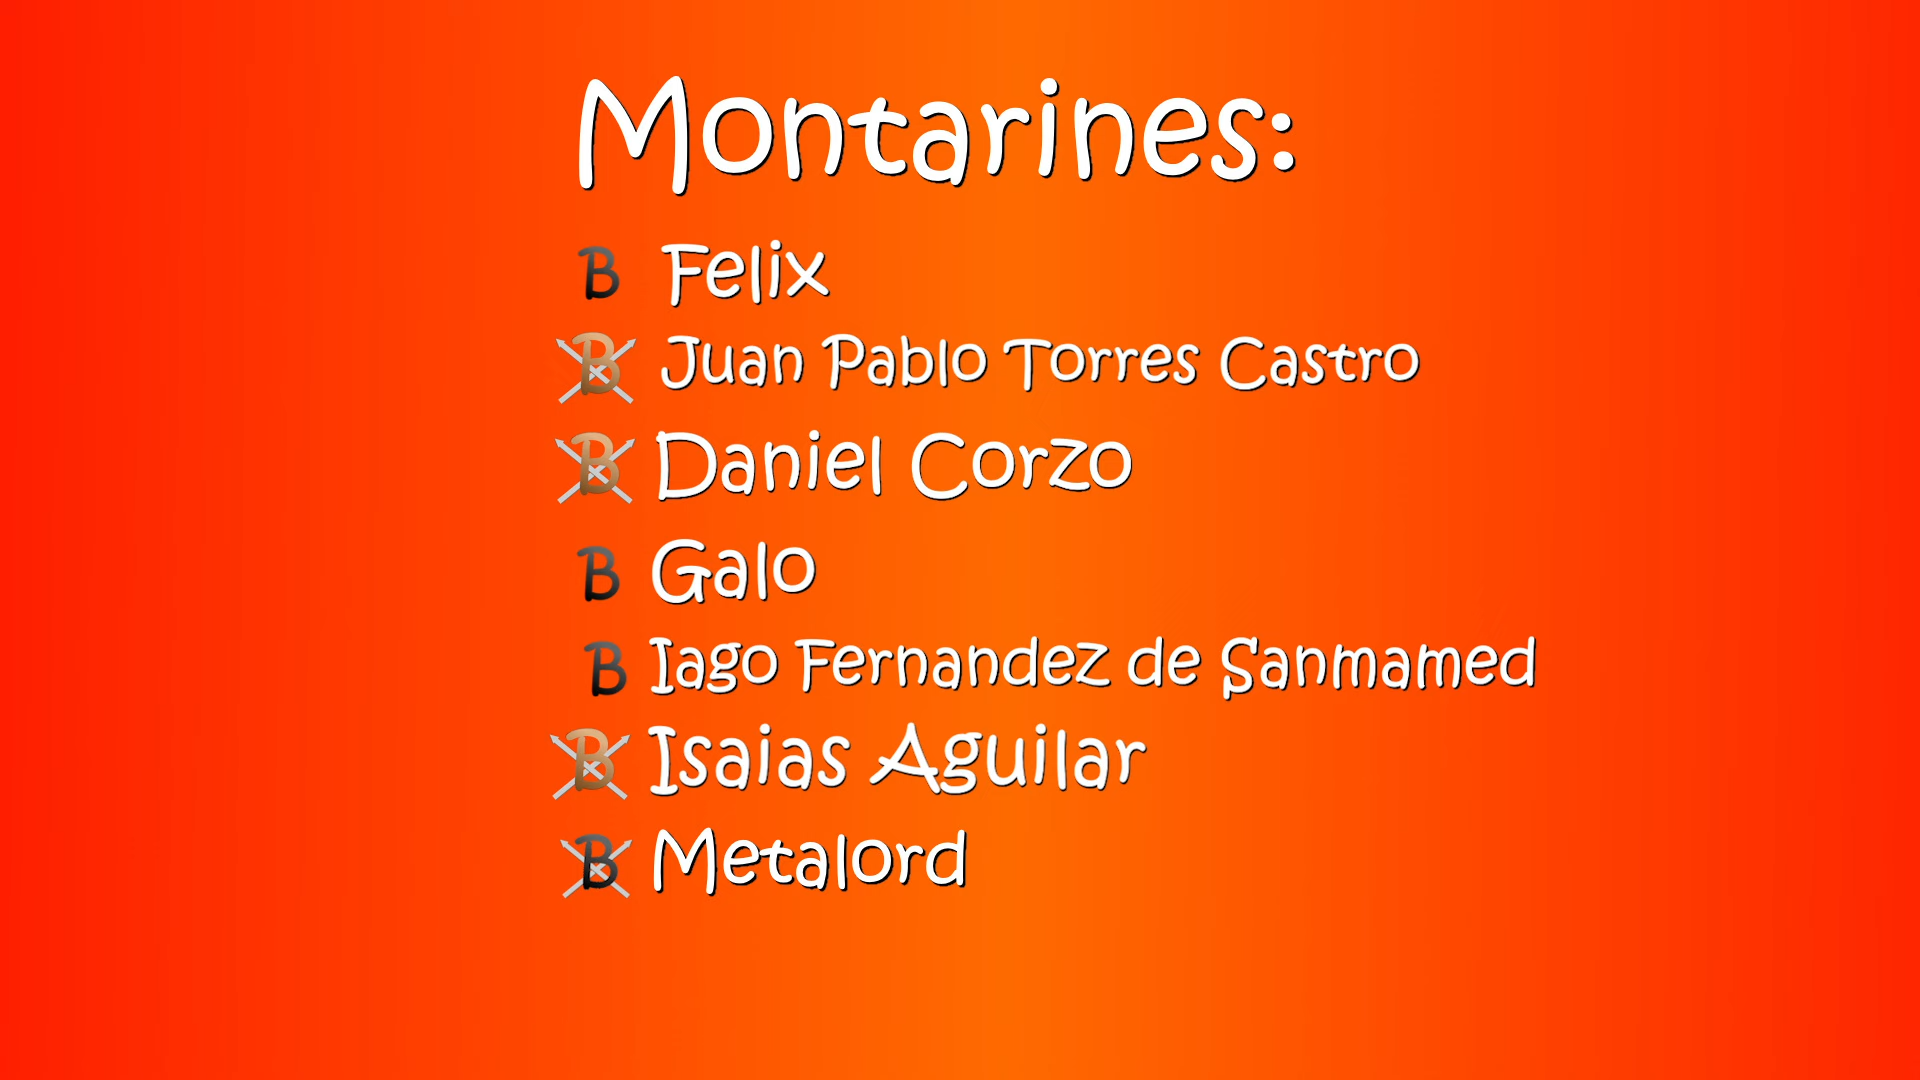 Montarines:
B Felix
B Juan Pablo Torres Castro
B Daniel Corzo
B Galo
B Iago Fernandez de Sanmamed
B Isaias Aguilar
B Metalord